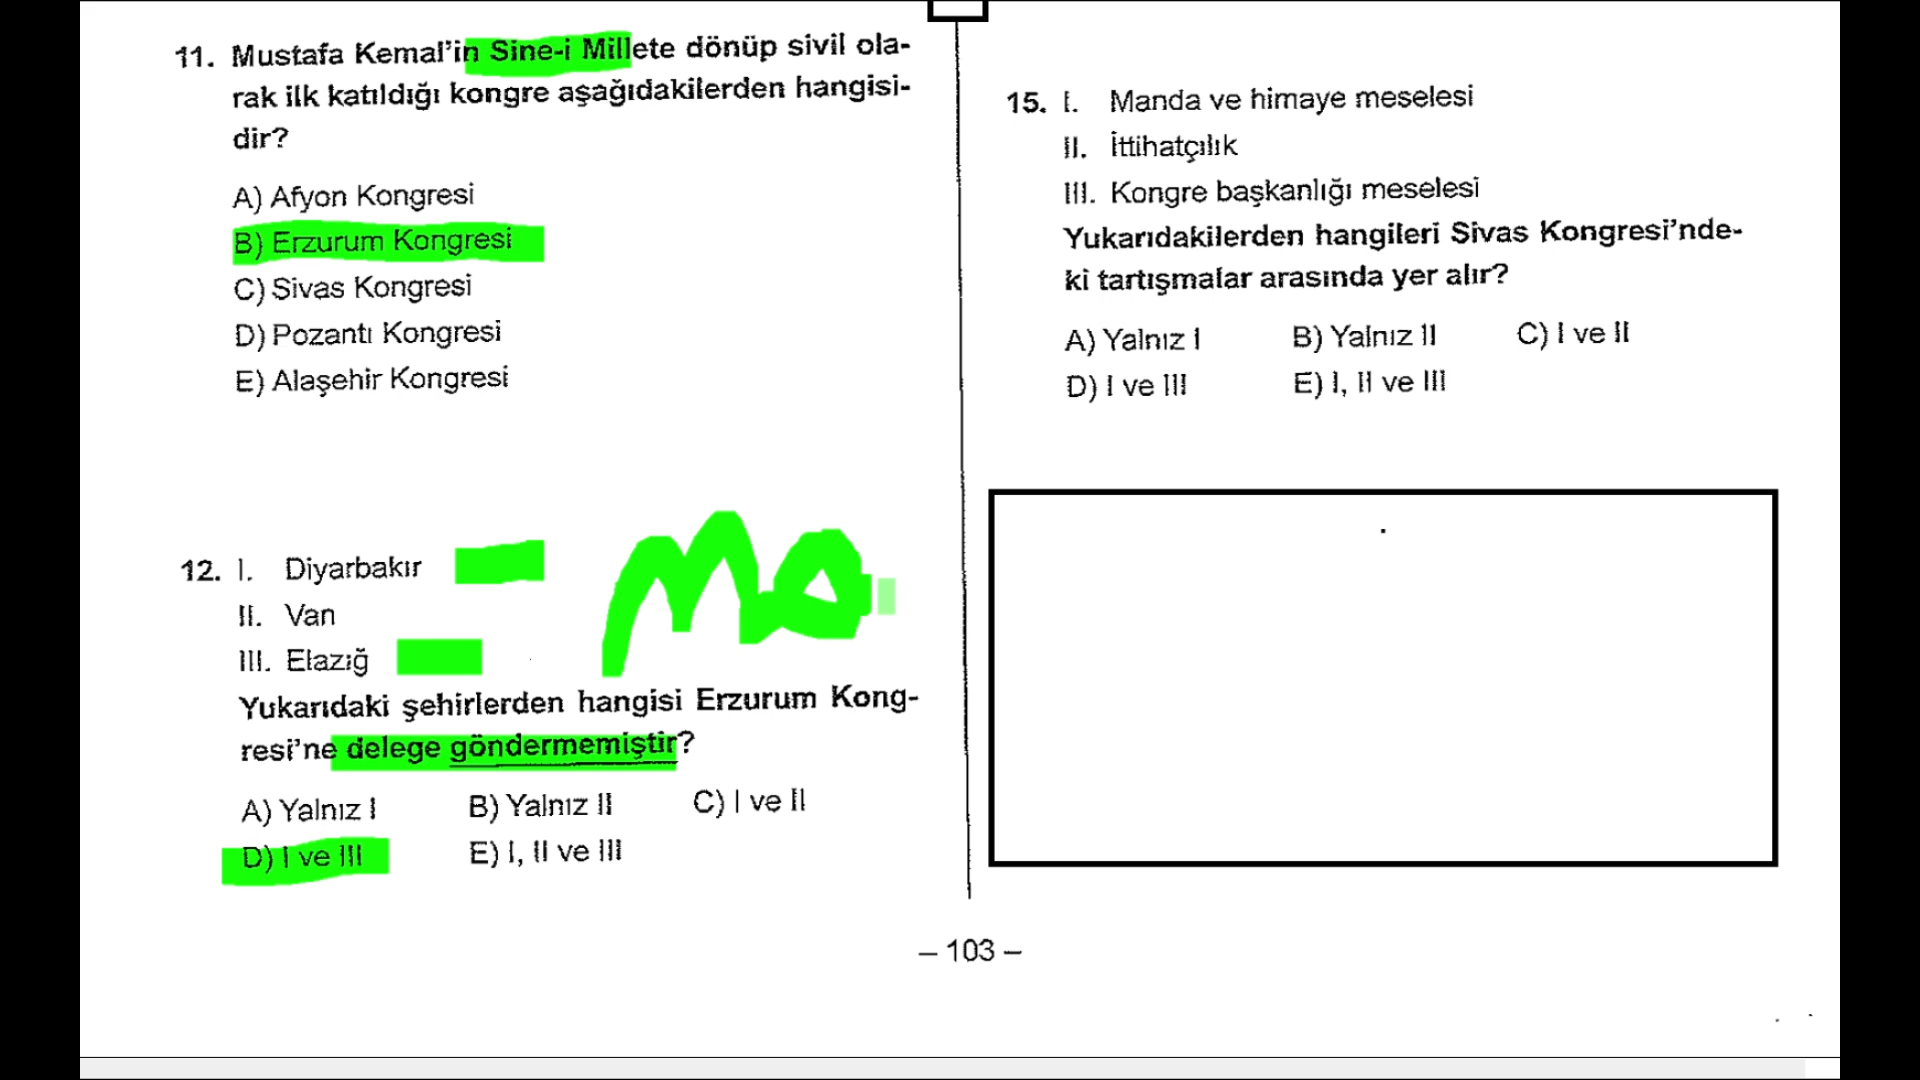 11. Mustafa Kemal'in Sine-i Millete dönüp sivil ola-
rak ilk katıldığı kongre aşağıdakilerden hangisi-
dir?
A) Afyon Kongresi
B) Erzurum Kongresi
C) Sivas Kongresi
D) Pozantı Kongresi
E) Alaşehir Kongresi
12. I. Diyarbakır
II. Van
III. Elazığ
Yukarıdaki şehirlerden hangisi Erzurum Kong-
resi'ne delege göndermemiştir?
A) Yalnız I B) Yalnız II C) I ve II
D) I ve III E) I, II ve III
15. I. Manda ve himaye meselesi
II. İttihatçılık
III. Kongre başkanlığı meselesi
Yukarıdakilerden hangileri Sivas Kongresi'nde-
ki tartışmalar arasında yer alır?
A) Yalnız I B) Yalnız II C) I ve II
D) I ve III E) I, II ve III
– 103 –